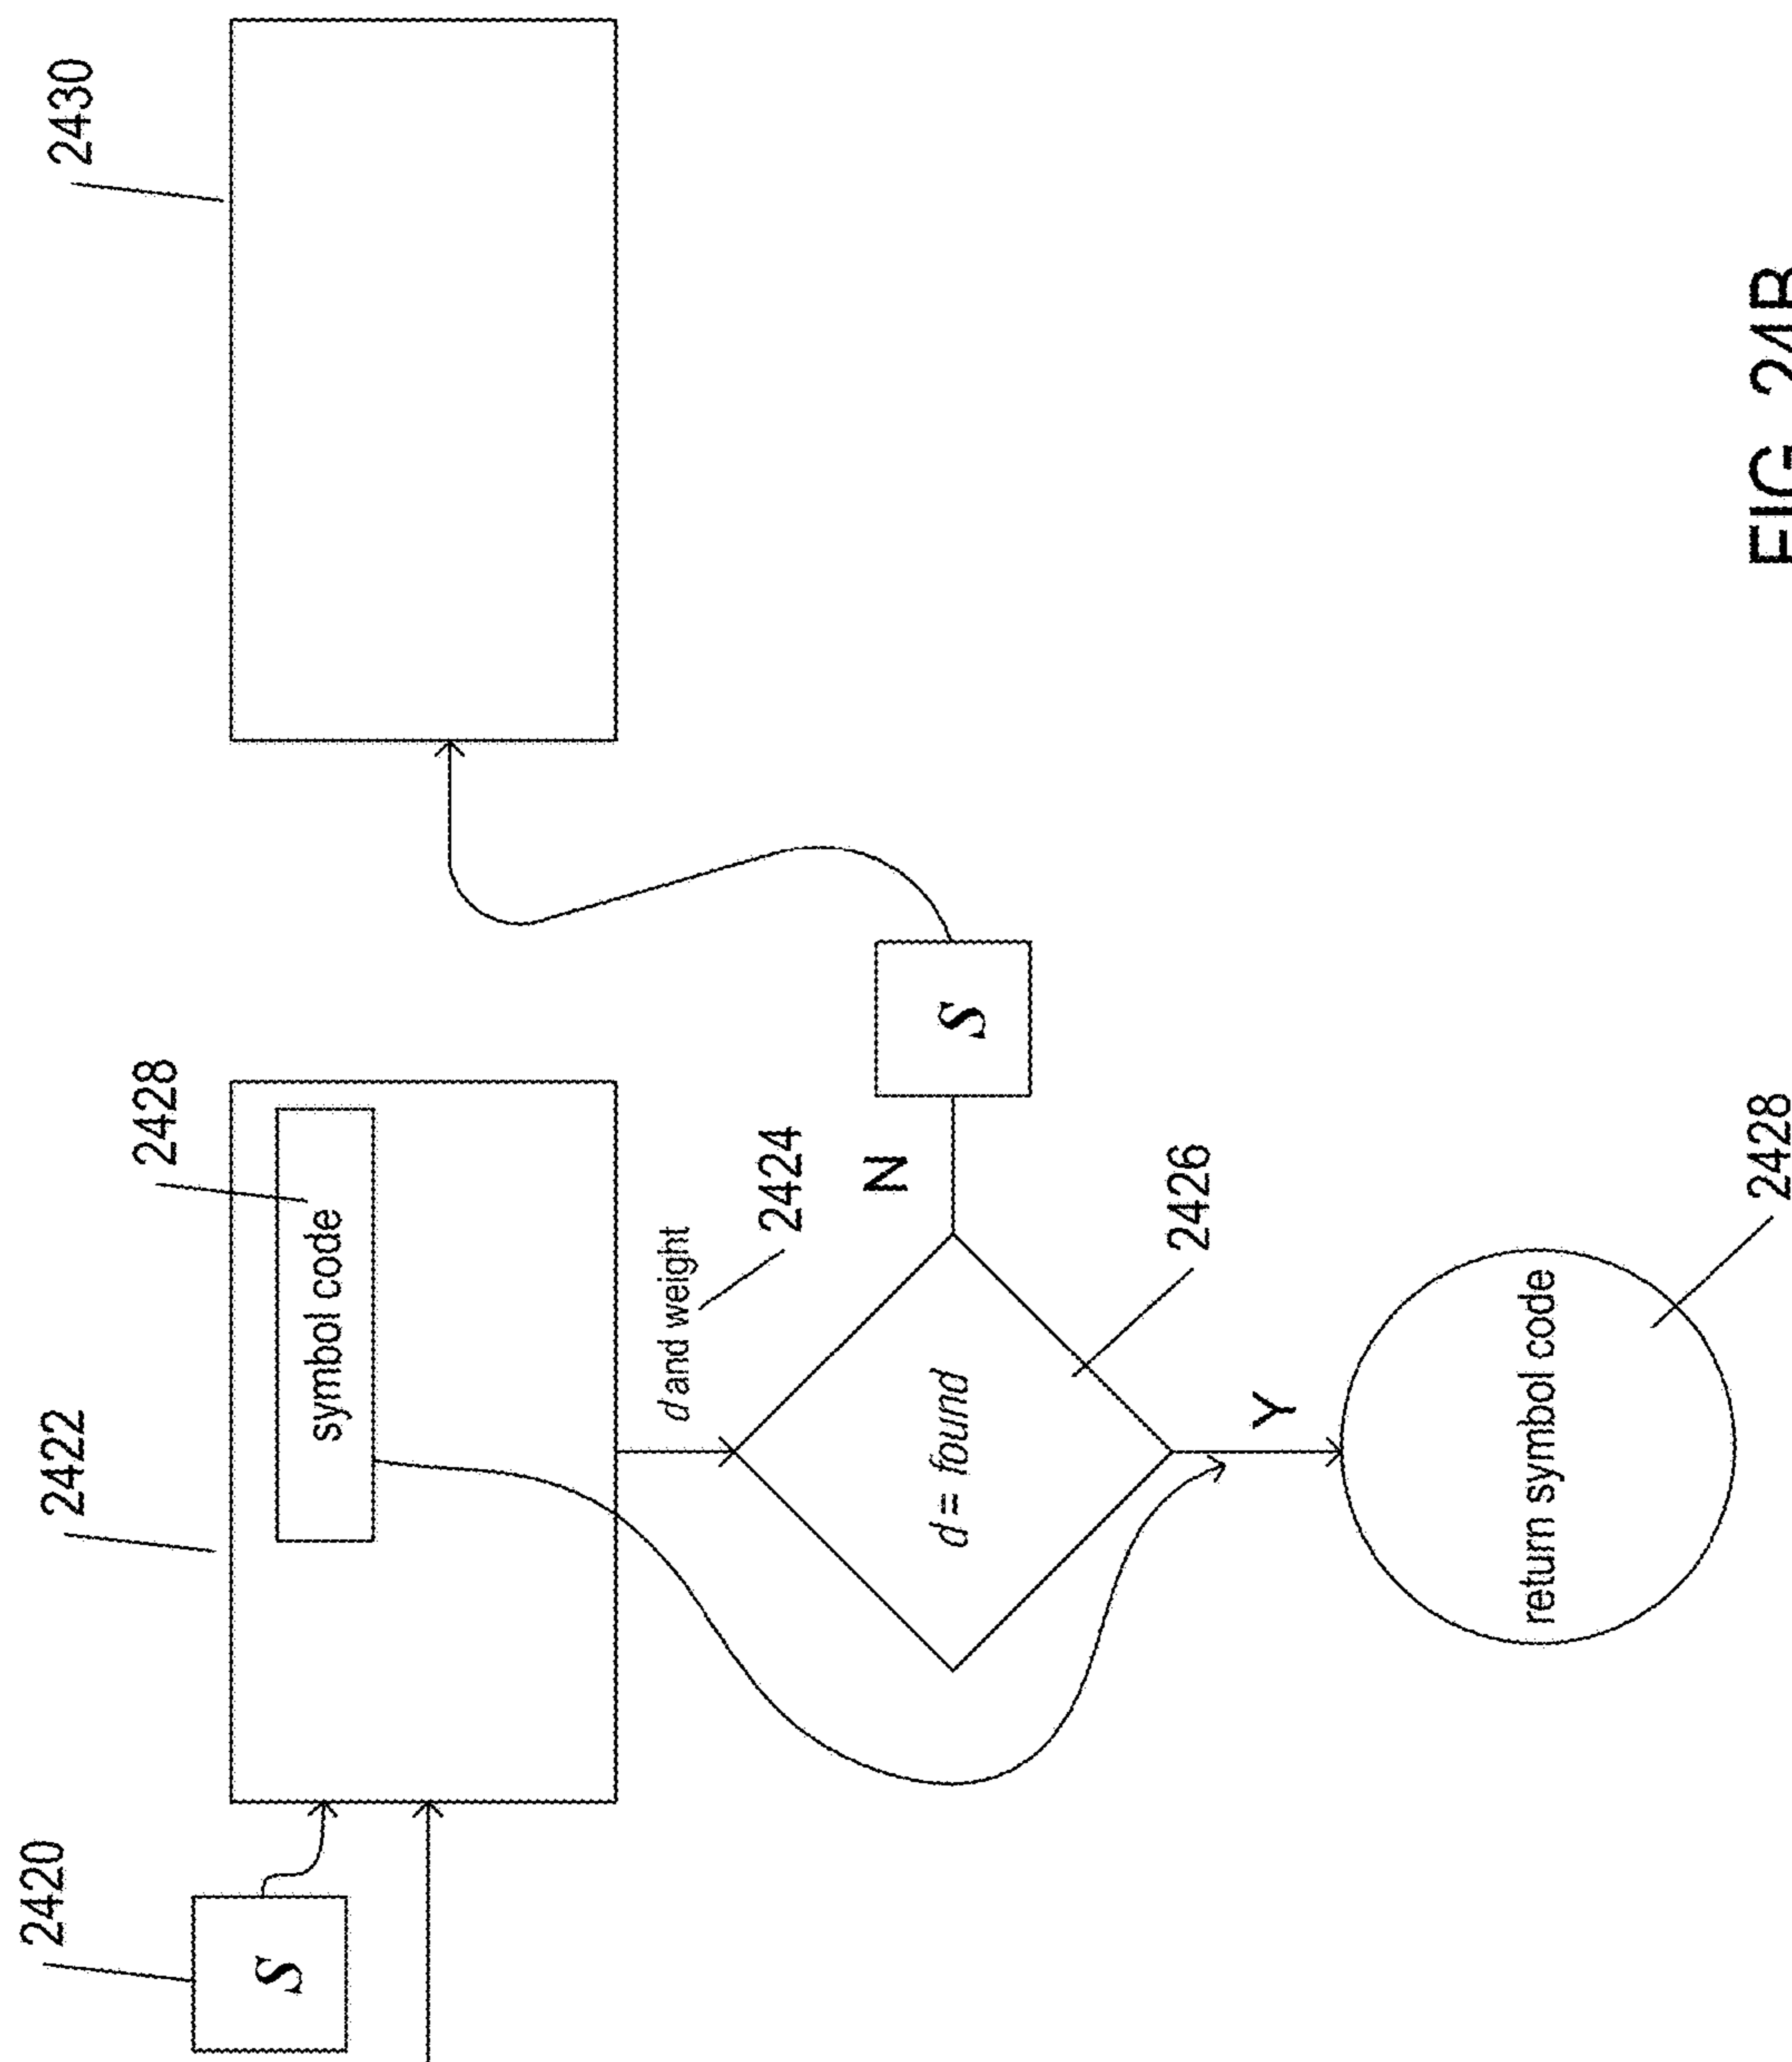 2420
2422
2430
2428
S
symbol code
d and weight
2424
N
d = found
S
2426
Y
return symbol code
2428
FIG. 24B